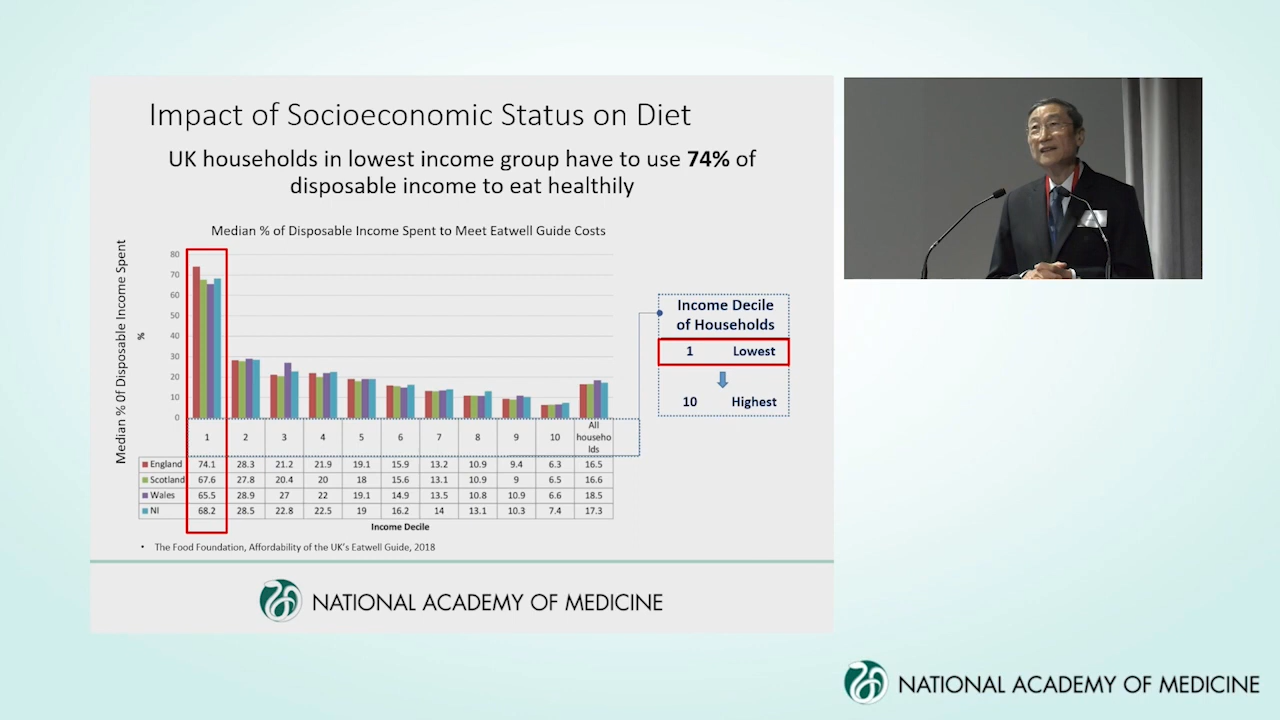 Impact of Socioeconomic Status on Diet
UK households in lowest income group have to use 74% of
disposable income to eat healthily
Median % of Disposable Income Spent to Meet Eatwell Guide Costs
Median % 0f Disposable Income Spent
%
80
70
60
50
40
30
20
10
0
1 2 3 4 5 6 7 8 9 10 All
househo
lds
England 74.1 28.3 21.2 21.9 19.1 15.9 13.2 10.9 9.4 6.3 16.5
Scotland 67.6 27.8 20.4 20 18 15.6 13.1 10.9 9 6.5 16.6
Wales 65.5 28.9 27 22 19.1 14.9 13.5 10.8 10.9 6.6 18.5
NI 68.2 28.5 22.8 22.5 19 16.2 14 13.1 10.3 7.4 17.3
Income Decile
Income Decile
of Households
1 Lowest
10 Highest
• The Food Foundation, Affordability of the UK's Eatwell Guide, 2018
NATIONAL ACADEMY OF MEDICINE
NATIONAL ACADEMY OF MEDICINE